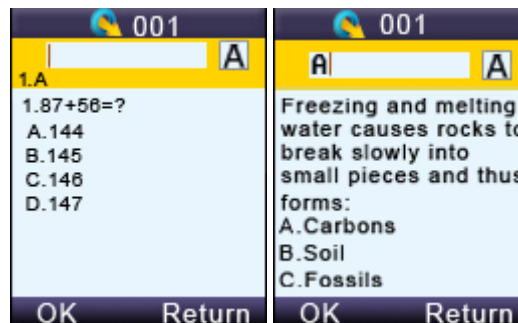 001
A
1.A
1.87+56=?
A.144
B.145
C.146
D.147
OK Return
001
A A
Freezing and melting
water causes rocks to
break slowly into
small pieces and thus
forms:
A.Carbons
B.Soil
C.Fossils
OK Return